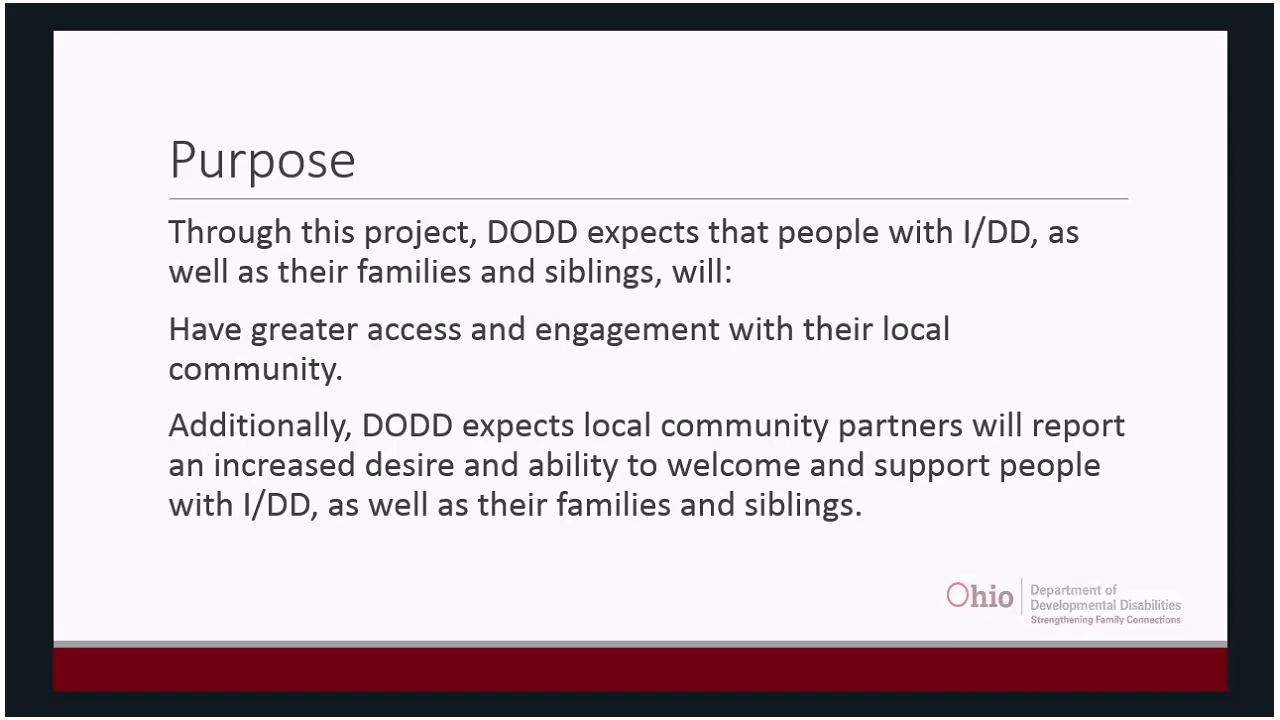 Purpose
Through this project, DODD expects that people with I/DD, as
well as their families and siblings, will:
Have greater access and engagement with their local
community.
Additionally, DODD expects local community partners will report
an increased desire and ability to welcome and support people
with I/DD, as well as their families and siblings.
Ohio
Department of
Developmental Disabilities
Strengthening Family Connections